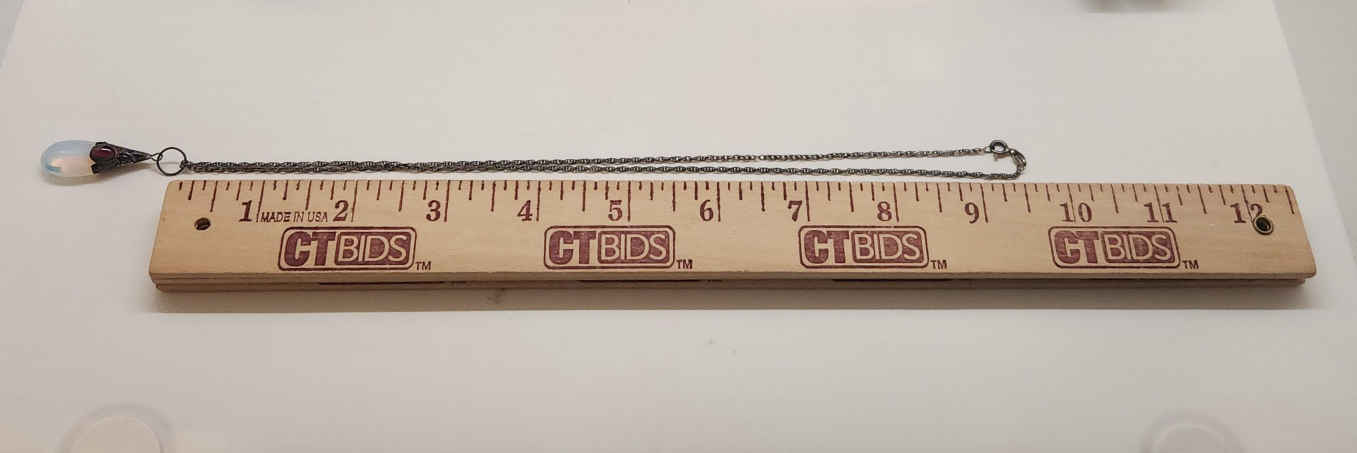 1 MADE IN USA 2 3 4 5 6 7 8 9 10 11 12
CTBIDS™ CTBIDS™ CTBIDS™ CTBIDS™